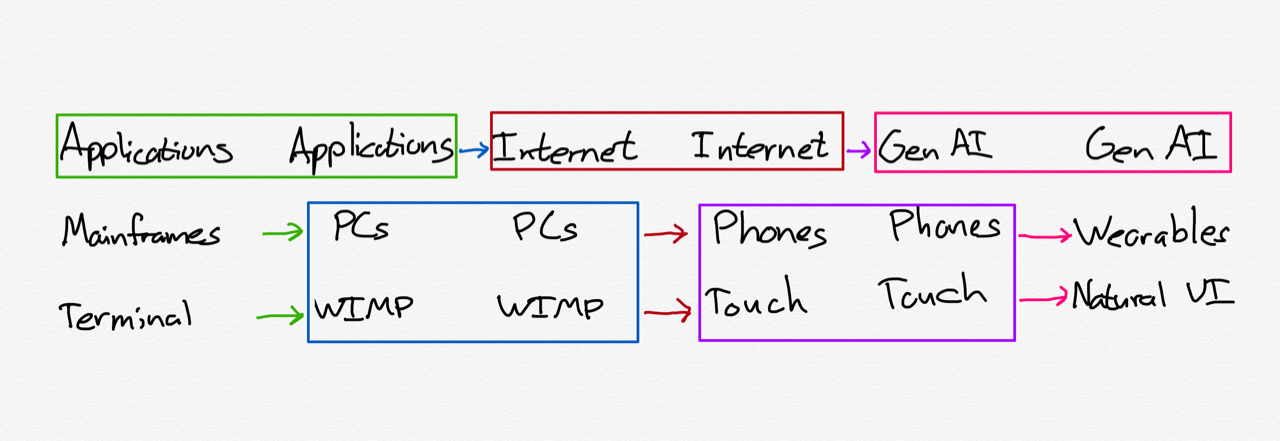 Applications Applications → Internet Internet → Gen AI Gen AI
Mainframes → PCs PCs → Phones Phones → Wearables
Terminal → WIMP WIMP → Touch Touch → Natural UI